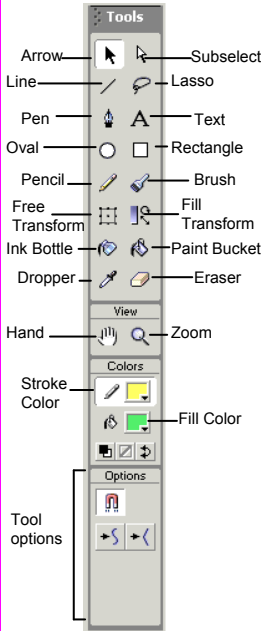 Tools
Arrow
Subselect
Line
Lasso
Pen
A
Text
Oval
Rectangle
Pencil
Brush
Free
Transform
Fill
Transform
Ink Bottle
Paint Bucket
Dropper
Eraser
View
Hand
Zoom
Colors
Stroke
Color
Fill Color
Options
Tool
options